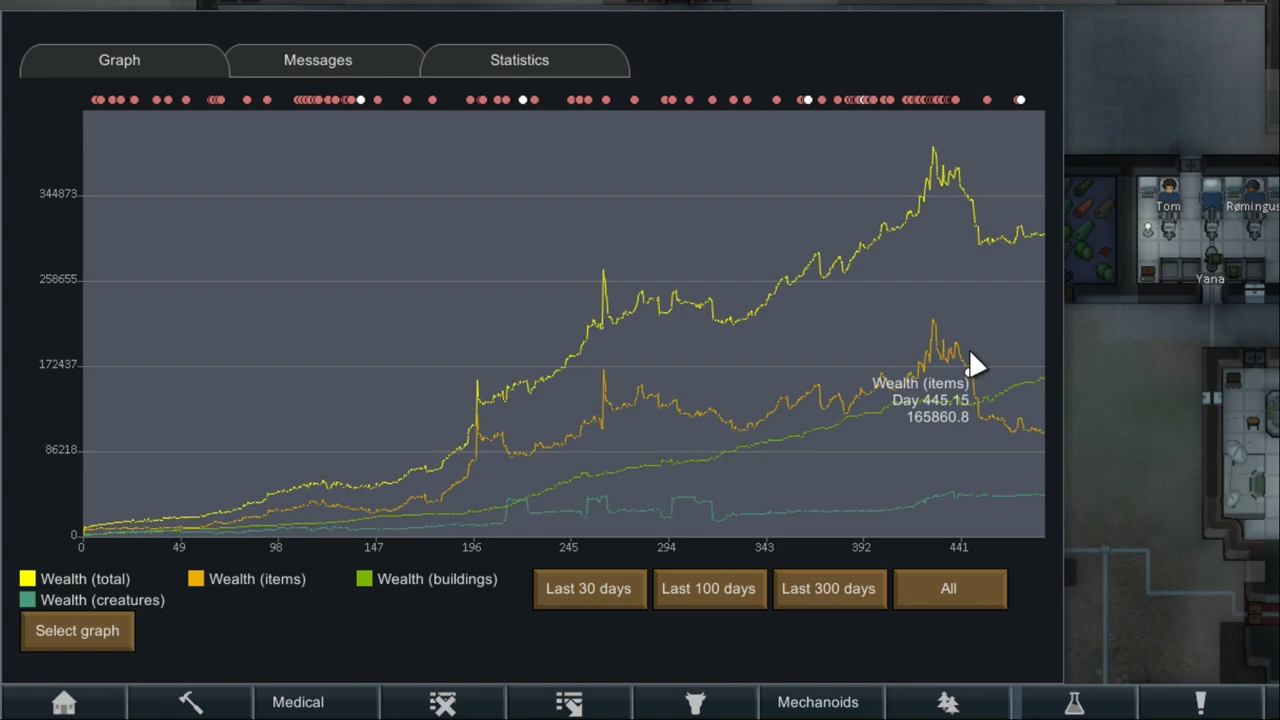 Graph Messages Statistics
344873
258655
172437
86218
0
Wealth (items)
Day 445.15
165860.8
0 49 98 147 196 245 294 343 392 441
Wealth (total) Wealth (items) Wealth (buildings)
Wealth (creatures)
Last 30 days Last 100 days Last 300 days All
Select graph
Tom Rømingus
Yana
Medical Mechanoids